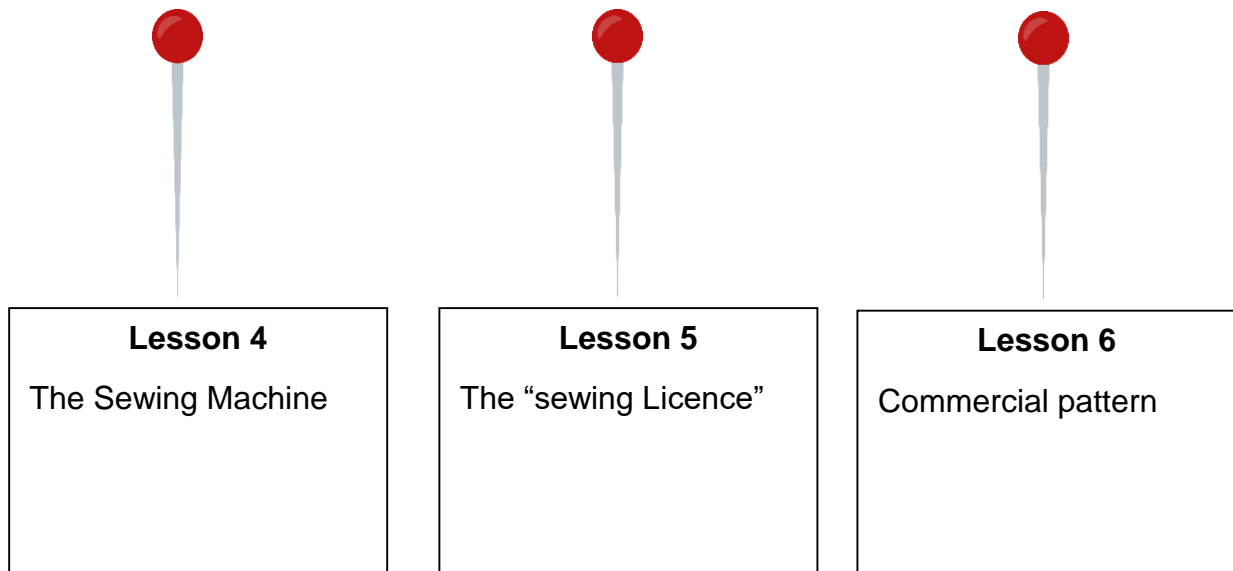 Lesson 4
The Sewing Machine
Lesson 5
The “sewing Licence”
Lesson 6
Commercial pattern